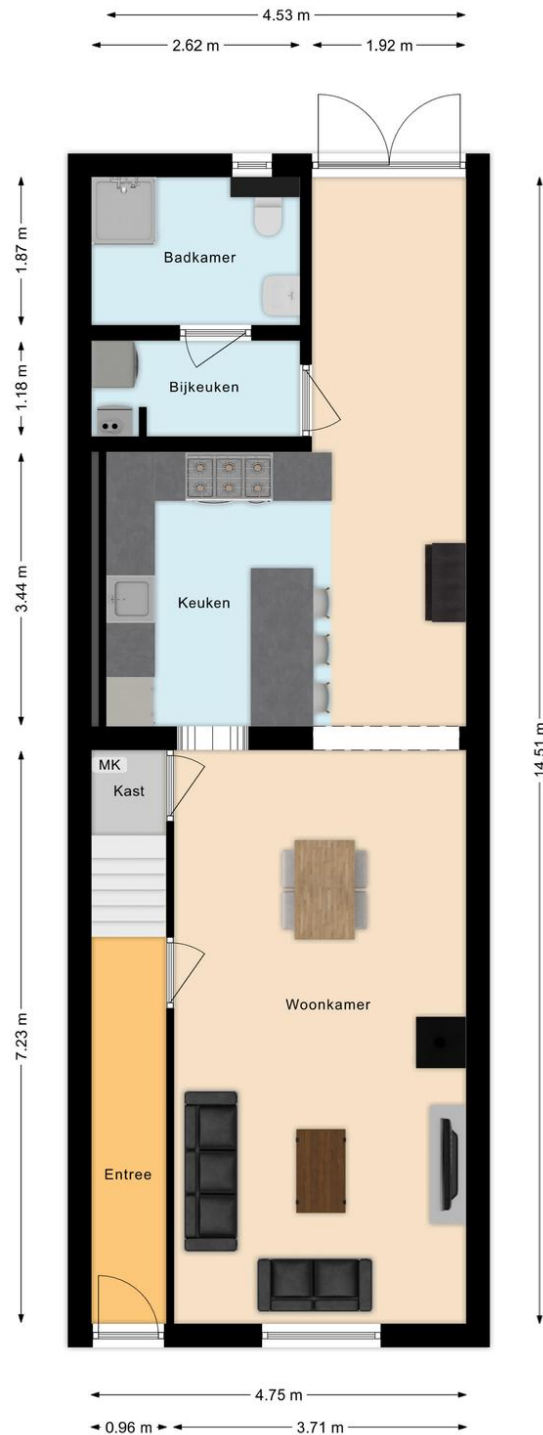 4.53 m
2.62 m
1.92 m
1.87 m
Badkamer
1.18 m
Bijkeuken
3.44 m
Keuken
14.51 m
MK
Kast
7.23 m
Woonkamer
Entree
4.75 m
0.96 m
3.71 m